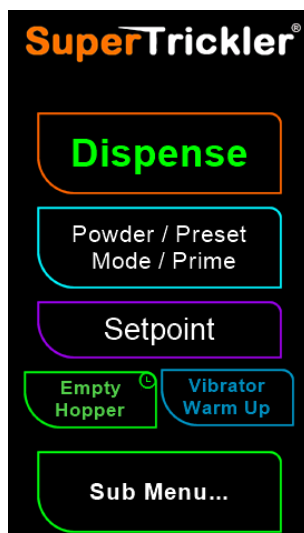 SuperTrickler®
Dispense
Powder / Preset
Mode / Prime
Setpoint
Empty
Hopper
Vibrator
Warm Up
Sub Menu...